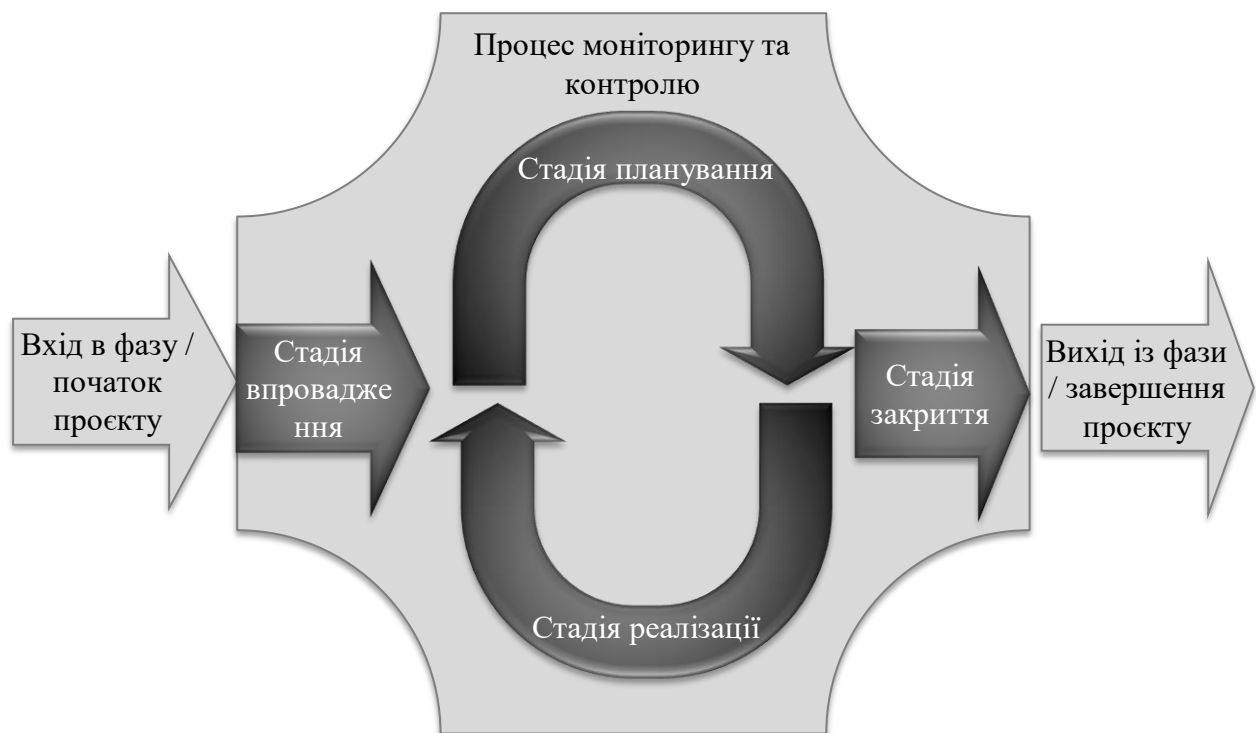 Процес моніторингу та
контролю
Стадія планування
Вхід в фазу /
початок
проєкту
Стадія
впровадже
ння
Стадія
закриття
Вихід із фази
/ завершення
проєкту
Стадія реалізації